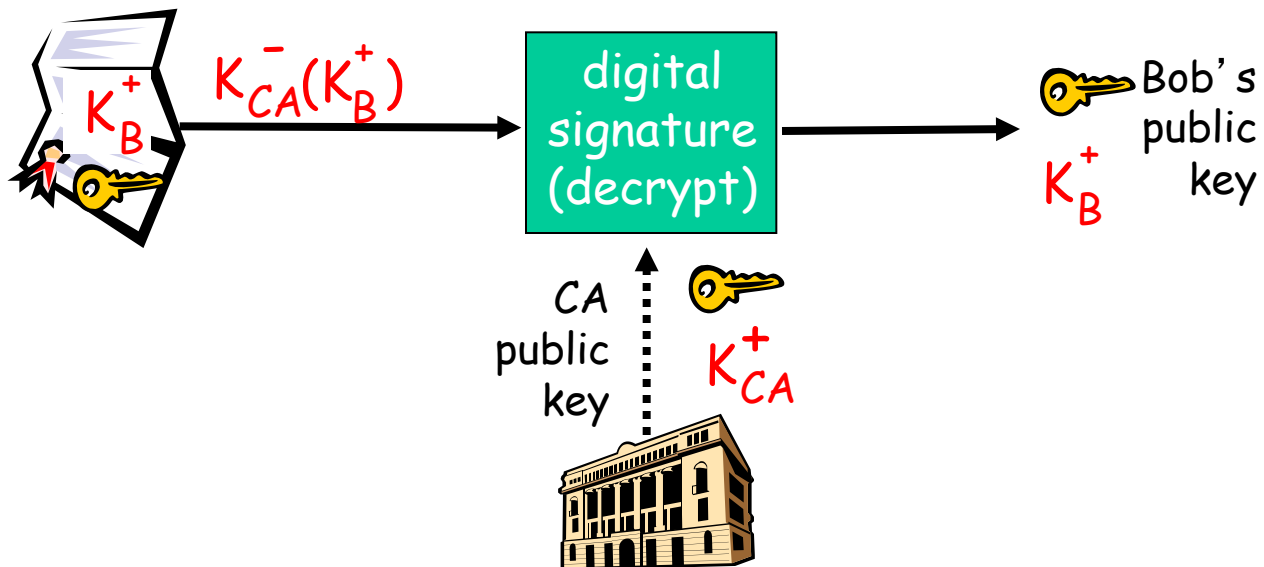 K_B^+
K_CA^-(K_B^+)
digital
signature
(decrypt)
Bob's
public
key
K_B^+
CA
public
key
K_CA^+